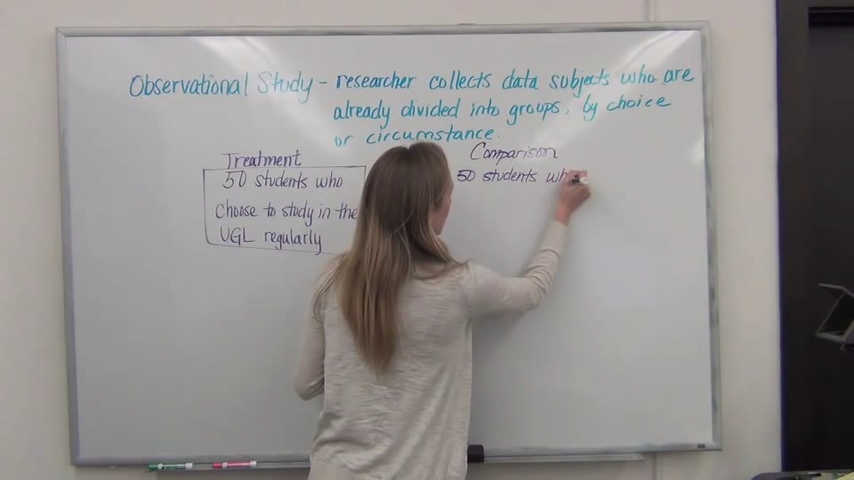 Observational Study - researcher collects data subjects who are
already divided into groups, by choice
or circumstance.
Treatment
50 students who
choose to study in the
UGL regularly
Comparison
50 students wh